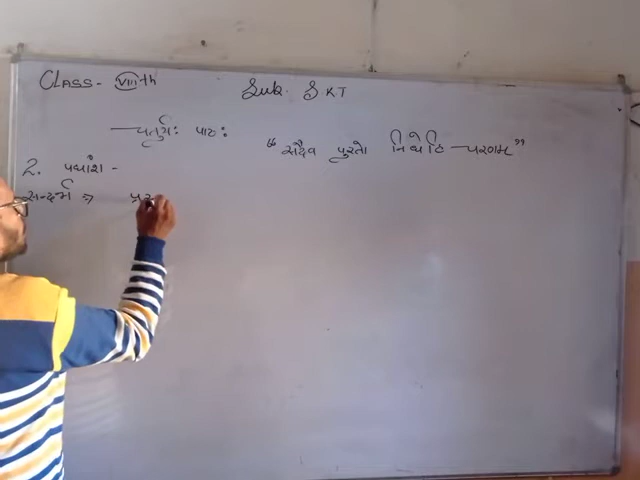 CLASS- VIIIth Sub. SKT
चतुर्थः पाठः "सदैव पुरतो निधेहि चरणम"
2. पद्यांश -
सन्दर्भ ⇒